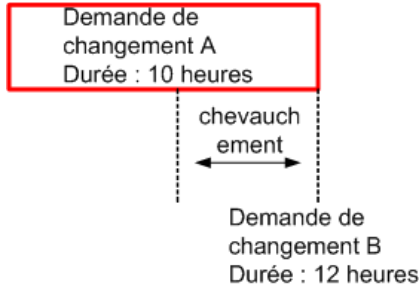 Demande de
changement A
Durée : 10 heures
chevauch
ement
Demande de
changement B
Durée : 12 heures